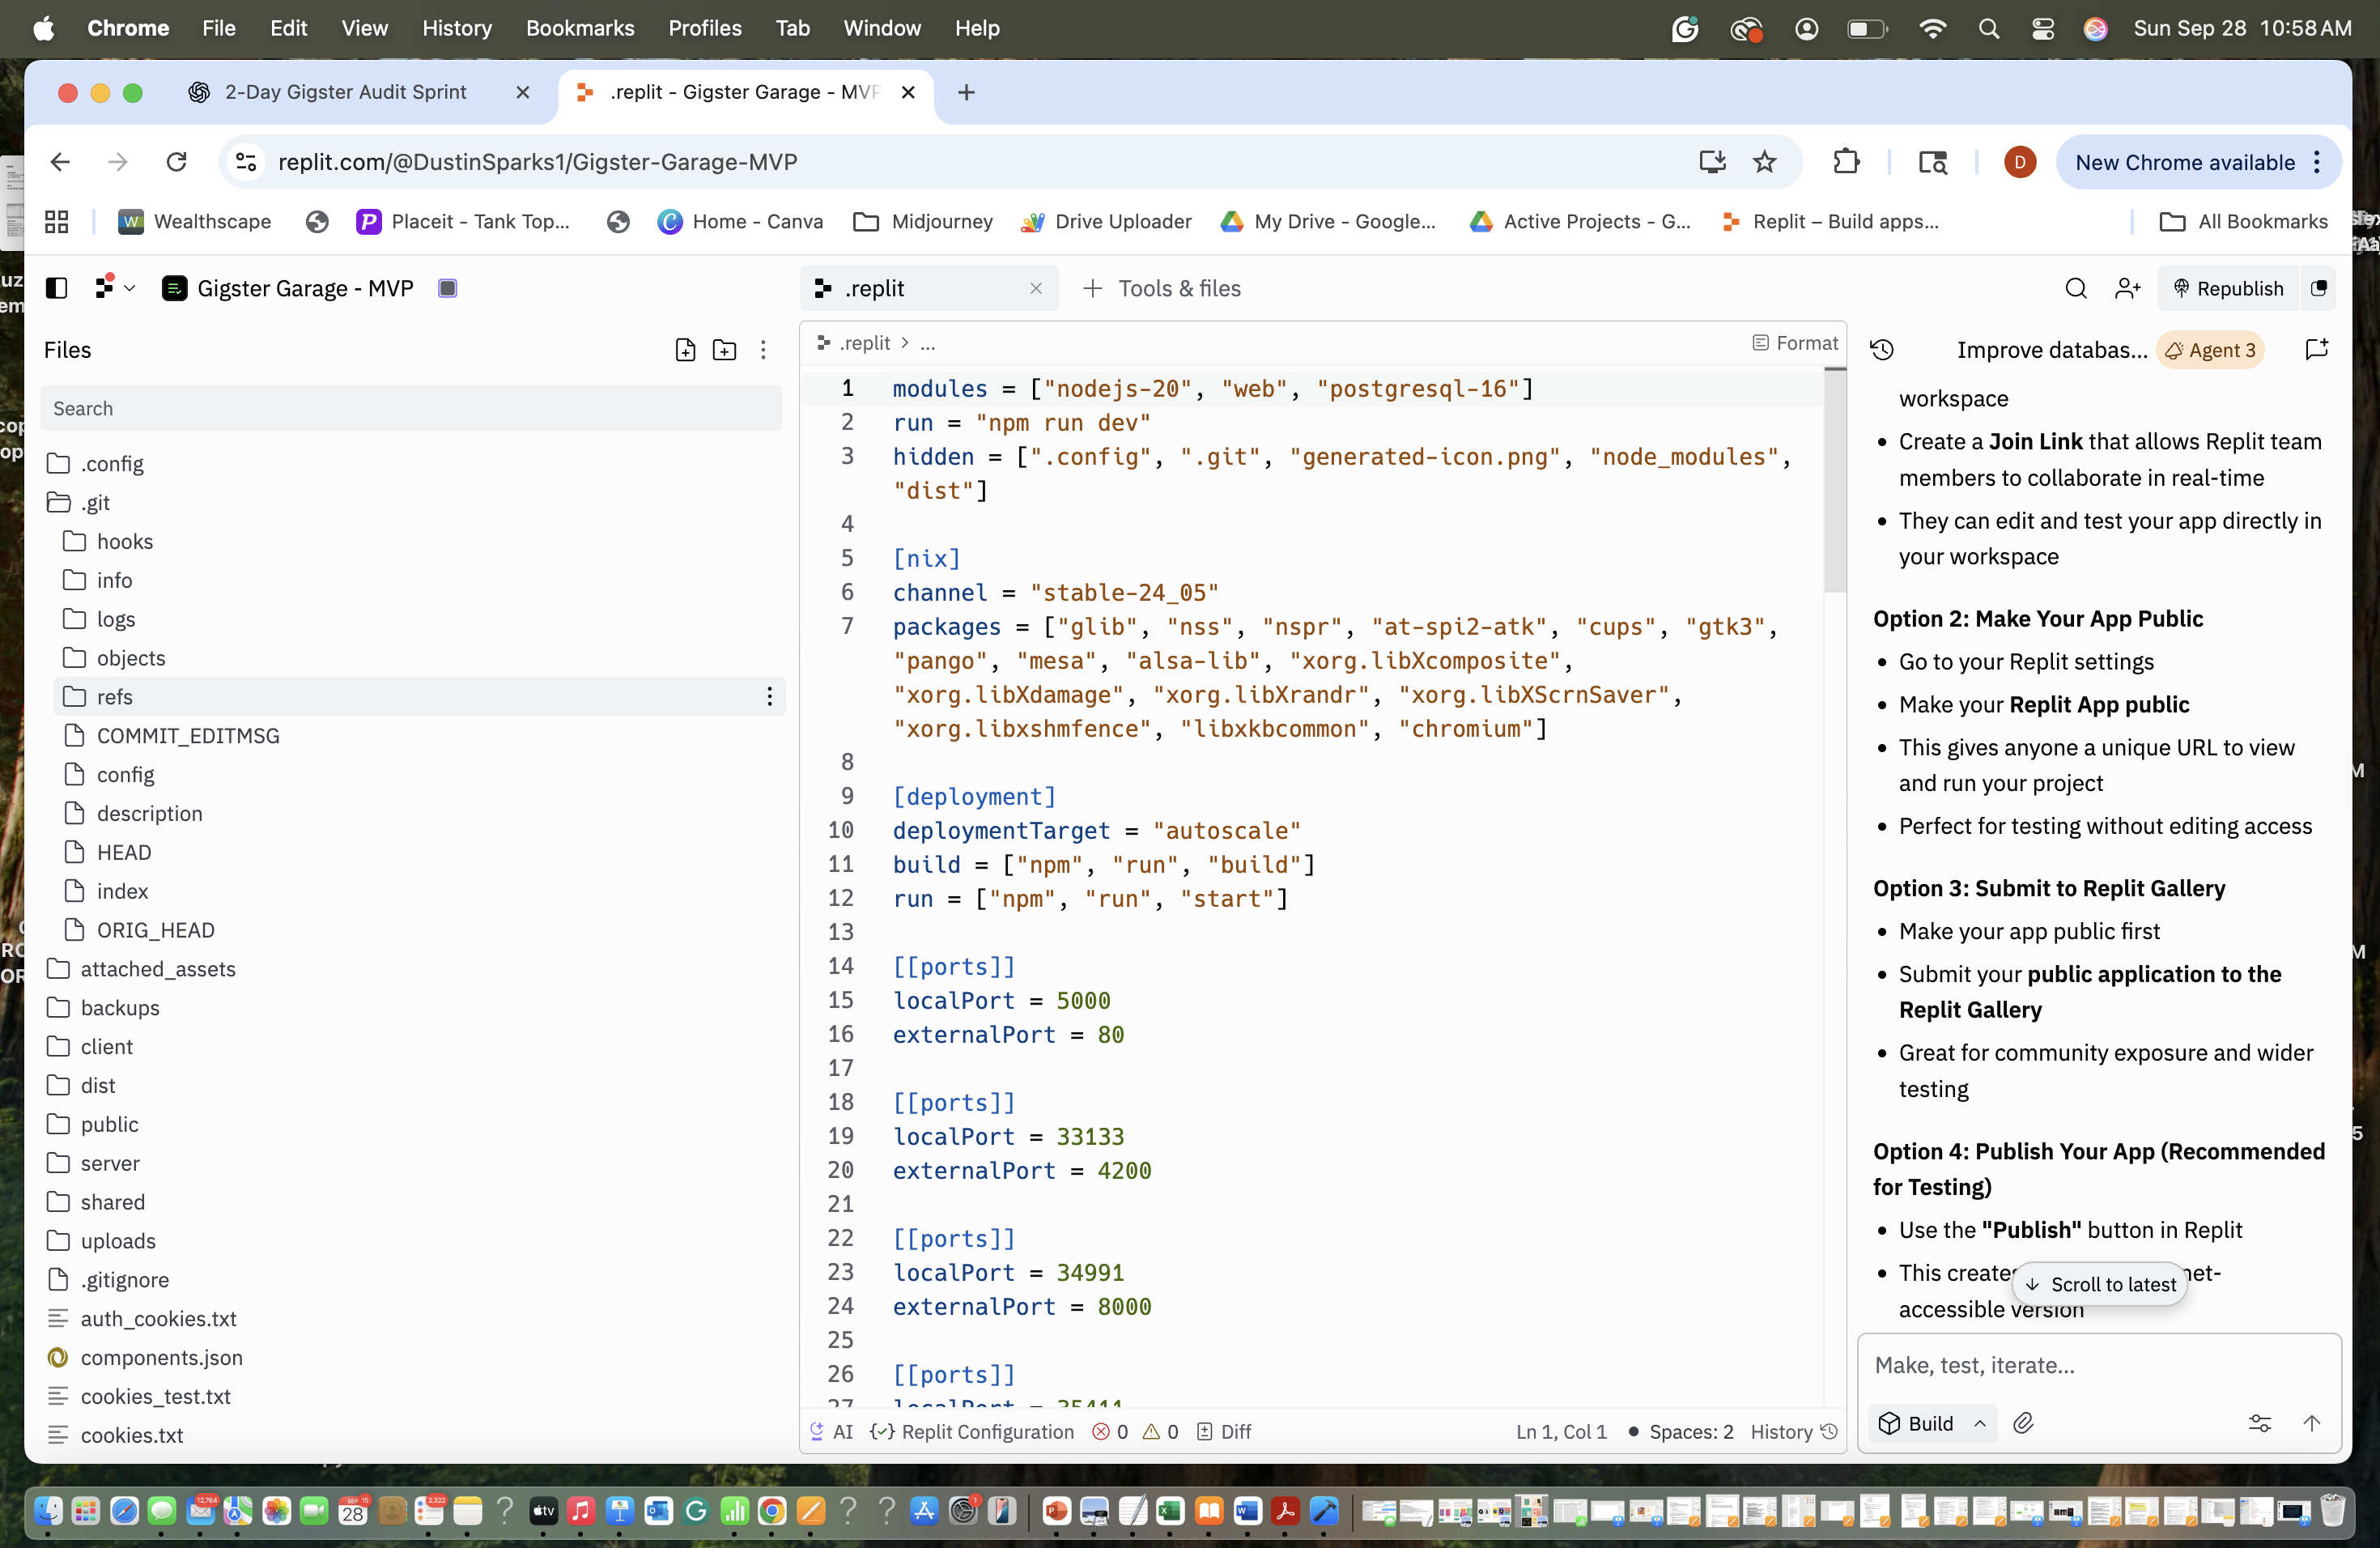 Chrome File Edit View History Bookmarks Profiles Tab Window Help Sun Sep 28 10:58 AM
2-Day Gigster Audit Sprint .replit - Gigster Garage - MVP
replit.com/@DustinSparks1/Gigster-Garage-MVP D New Chrome available
Wealthscape Placeit - Tank Top... Home - Canva Midjourney Drive Uploader My Drive - Google... Active Projects - G... Replit – Build apps... All Bookmarks
Gigster Garage - MVP
.replit Tools & files Republish
Files
Search
.config
.git
hooks
info
logs
objects
refs
COMMIT_EDITMSG
config
description
HEAD
index
ORIG_HEAD
attached_assets
backups
client
dist
public
server
shared
uploads
.gitignore
auth_cookies.txt
components.json
cookies_test.txt
cookies.txt
.replit > ... Format
1 modules = ["nodejs-20", "web", "postgresql-16"]
2 run = "npm run dev"
3 hidden = [".config", ".git", "generated-icon.png", "node_modules",
"dist"]
4
5 [nix]
6 channel = "stable-24_05"
7 packages = ["glib", "nss", "nspr", "at-spi2-atk", "cups", "gtk3",
"pango", "mesa", "alsa-lib", "xorg.libXcomposite",
"xorg.libXdamage", "xorg.libXrandr", "xorg.libXScrnSaver",
"xorg.libxshmfence", "libxkbcommon", "chromium"]
8
9 [deployment]
10 deploymentTarget = "autoscale"
11 build = ["npm", "run", "build"]
12 run = ["npm", "run", "start"]
13
14 [[ports]]
15 localPort = 5000
16 externalPort = 80
17
18 [[ports]]
19 localPort = 33133
20 externalPort = 4200
21
22 [[ports]]
23 localPort = 34991
24 externalPort = 8000
25
26 [[ports]]
27 localPort = 35411
AI Replit Configuration 0 0 Diff Ln 1, Col 1 Spaces: 2 History
Improve databas... Agent 3
workspace
• Create a Join Link that allows Replit team
members to collaborate in real-time
• They can edit and test your app directly in
your workspace
Option 2: Make Your App Public
• Go to your Replit settings
• Make your Replit App public
• This gives anyone a unique URL to view
and run your project
• Perfect for testing without editing access
Option 3: Submit to Replit Gallery
• Make your app public first
• Submit your public application to the
Replit Gallery
• Great for community exposure and wider
testing
Option 4: Publish Your App (Recommended
for Testing)
• Use the "Publish" button in Replit
• This creates net-
accessible version
Scroll to latest
Make, test, iterate...
Build
12,764 SEP 15 28 2,322 tv 1